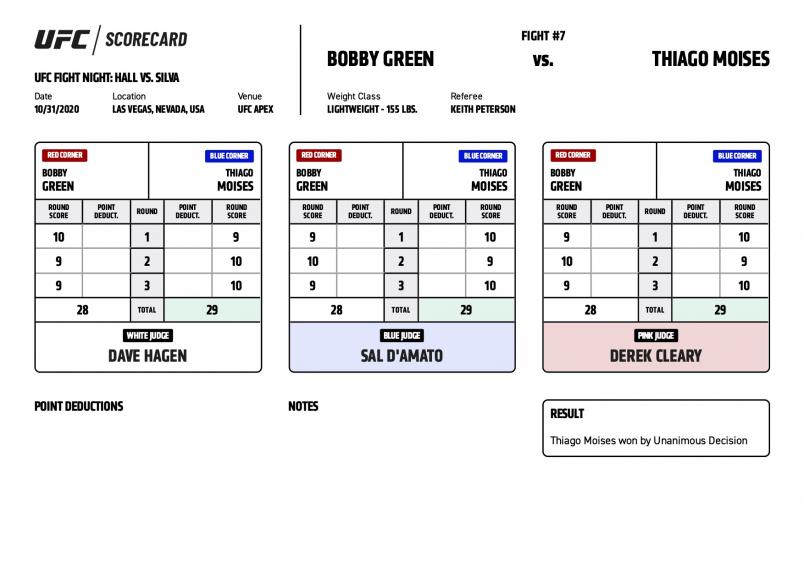 UFC / SCORECARD
UFC FIGHT NIGHT: HALL VS. SILVA
Date Location Venue
10/31/2020 LAS VEGAS, NEVADA, USA UFC APEX
FIGHT #7
BOBBY GREEN vs. THIAGO MOISES
Weight Class Referee
LIGHTWEIGHT - 155 LBS. KEITH PETERSON
RED CORNER BLUE CORNER
BOBBY THIAGO
GREEN MOISES
ROUND POINT ROUND POINT ROUND
SCORE DEDUCT. DEDUCT. SCORE
10 1 9
9 2 10
9 3 10
28 TOTAL 29
WHITE JUDGE
DAVE HAGEN
RED CORNER BLUE CORNER
BOBBY THIAGO
GREEN MOISES
ROUND POINT ROUND POINT ROUND
SCORE DEDUCT. DEDUCT. SCORE
9 1 10
10 2 9
9 3 10
28 TOTAL 29
BLUE JUDGE
SAL D'AMATO
RED CORNER BLUE CORNER
BOBBY THIAGO
GREEN MOISES
ROUND POINT ROUND POINT ROUND
SCORE DEDUCT. DEDUCT. SCORE
9 1 10
10 2 9
9 3 10
28 TOTAL 29
PINK JUDGE
DEREK CLEARY
POINT DEDUCTIONS
NOTES
RESULT
Thiago Moises won by Unanimous Decision